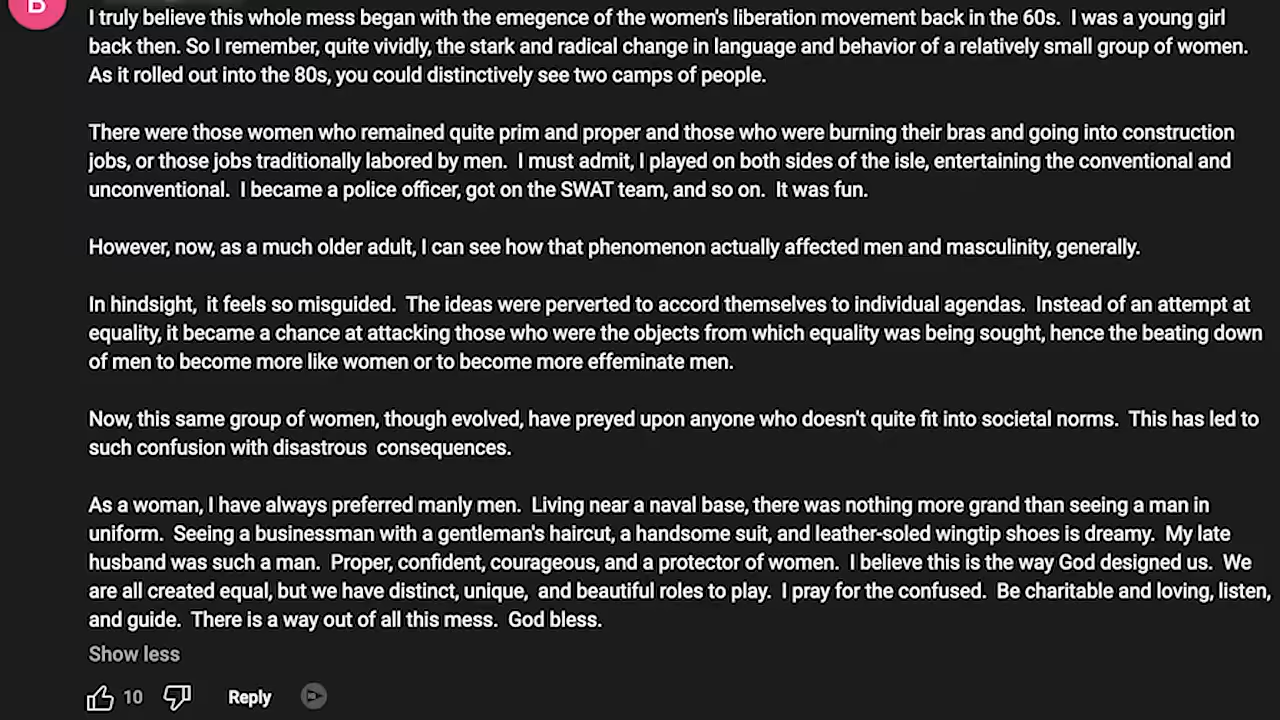 B
I truly believe this whole mess began with the emegence of the women's liberation movement back in the 60s. I was a young girl
back then. So I remember, quite vividly, the stark and radical change in language and behavior of a relatively small group of women.
As it rolled out into the 80s, you could distinctively see two camps of people.
There were those women who remained quite prim and proper and those who were burning their bras and going into construction
jobs, or those jobs traditionally labored by men. I must admit, I played on both sides of the isle, entertaining the conventional and
unconventional. I became a police officer, got on the SWAT team, and so on. It was fun.
However, now, as a much older adult, I can see how that phenomenon actually affected men and masculinity, generally.
In hindsight, it feels so misguided. The ideas were perverted to accord themselves to individual agendas. Instead of an attempt at
equality, it became a chance at attacking those who were the objects from which equality was being sought, hence the beating down
of men to become more like women or to become more effeminate men.
Now, this same group of women, though evolved, have preyed upon anyone who doesn't quite fit into societal norms. This has led to
such confusion with disastrous consequences.
As a woman, I have always preferred manly men. Living near a naval base, there was nothing more grand than seeing a man in
uniform. Seeing a businessman with a gentleman's haircut, a handsome suit, and leather-soled wingtip shoes is dreamy. My late
husband was such a man. Proper, confident, courageous, and a protector of women. I believe this is the way God designed us. We
are all created equal, but we have distinct, unique, and beautiful roles to play. I pray for the confused. Be charitable and loving, listen,
and guide. There is a way out of all this mess. God bless.
Show less
10 Reply